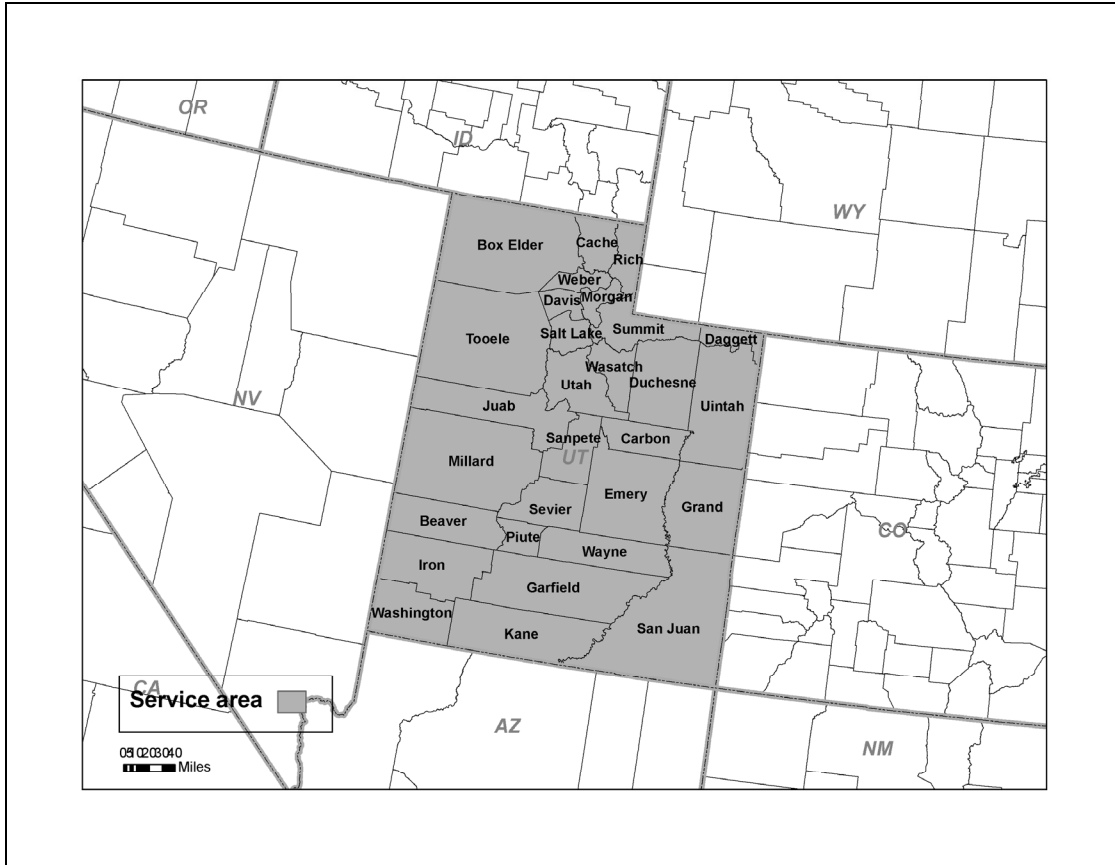 OR
ID
WY
Box Elder
Cache
Rich
Weber
Davis
Morgan
Salt Lake
Summit
Daggett
Tooele
Wasatch
Utah
Duchesne
Uintah
NV
Juab
Sanpete
Carbon
UT
Millard
Emery
Grand
Sevier
Beaver
CO
Piute
Wayne
Iron
Garfield
Washington
Kane
San Juan
CA
Service area
AZ
NM
Miles